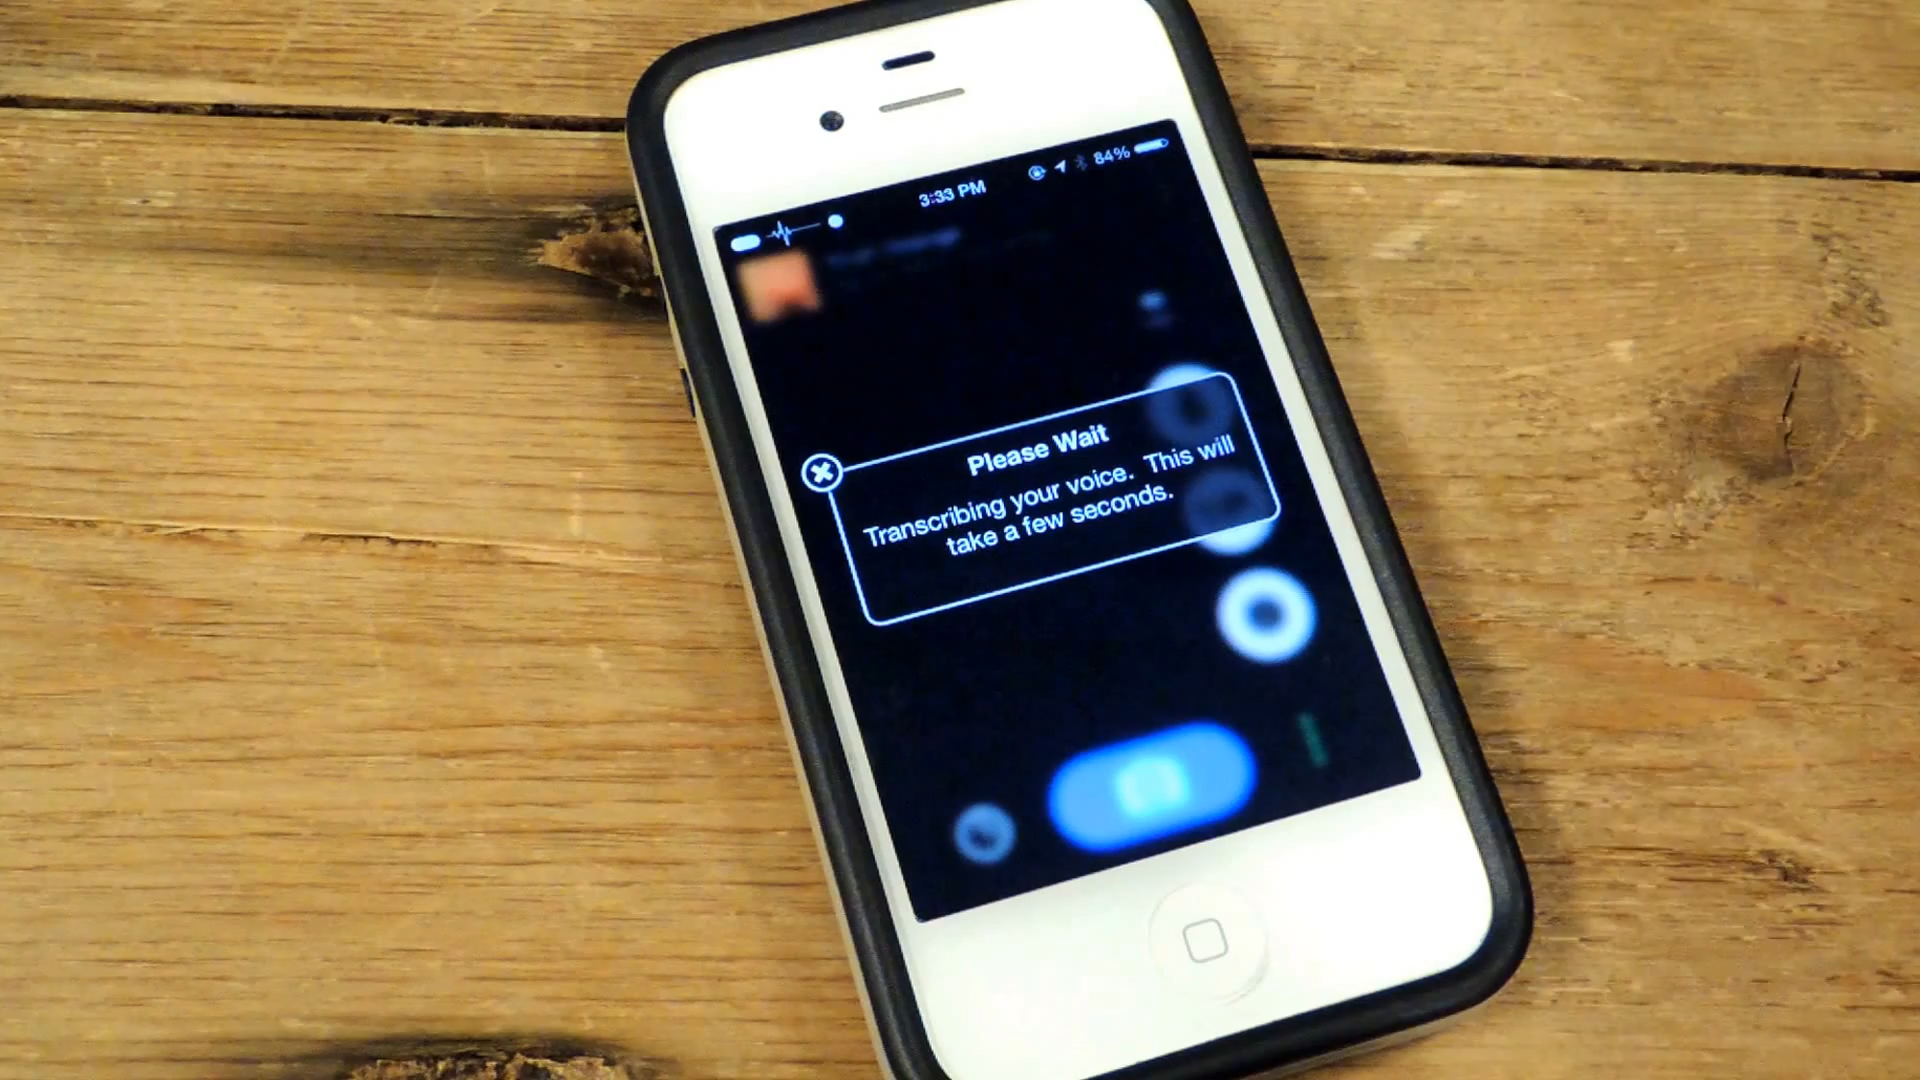 3:33 PM 84%
Please Wait
Transcribing your voice. This will
take a few seconds.